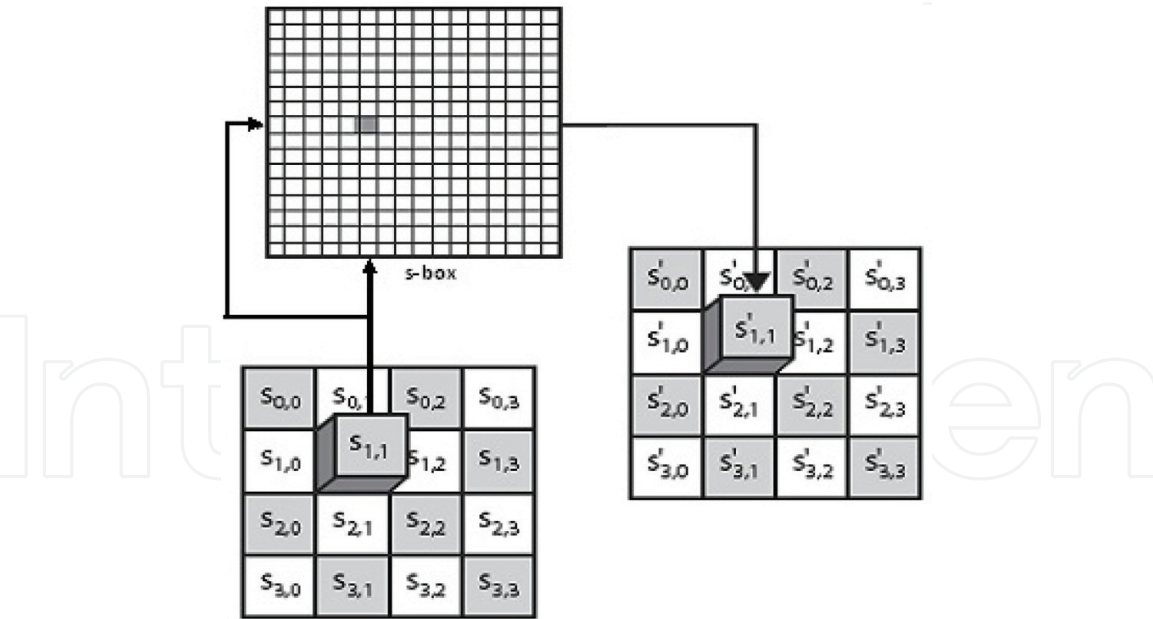 s-box
S0,0 S0,1 S0,2 S0,3
S1,0 S1,1 S1,2 S1,3
S2,0 S2,1 S2,2 S2,3
S3,0 S3,1 S3,2 S3,3
S'0,0 S'0, S'0,2 S'0,3
S'1,0 S'1,1 S'1,2 S'1,3
S'2,0 S'2,1 S'2,2 S'2,3
S'3,0 S'3,1 S'3,2 S'3,3